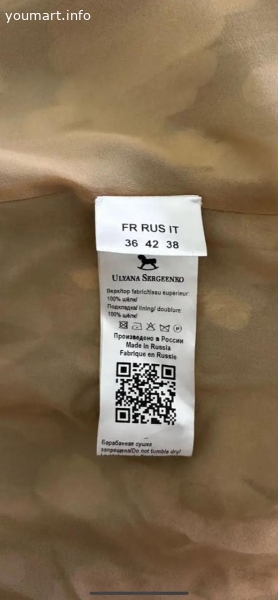 youmart.info
FR RUS IT
36 42 38
ULYANA SERGEENKO
Верх/top fabric/tissu superieur:
100% шёлк/
Подкладка/ lining/ doublure:
100% шёлк/
Произведено в России
Made in Russia
Fabrique en Russie
Барабанная сушка
запрещена/Do not tumble dry/